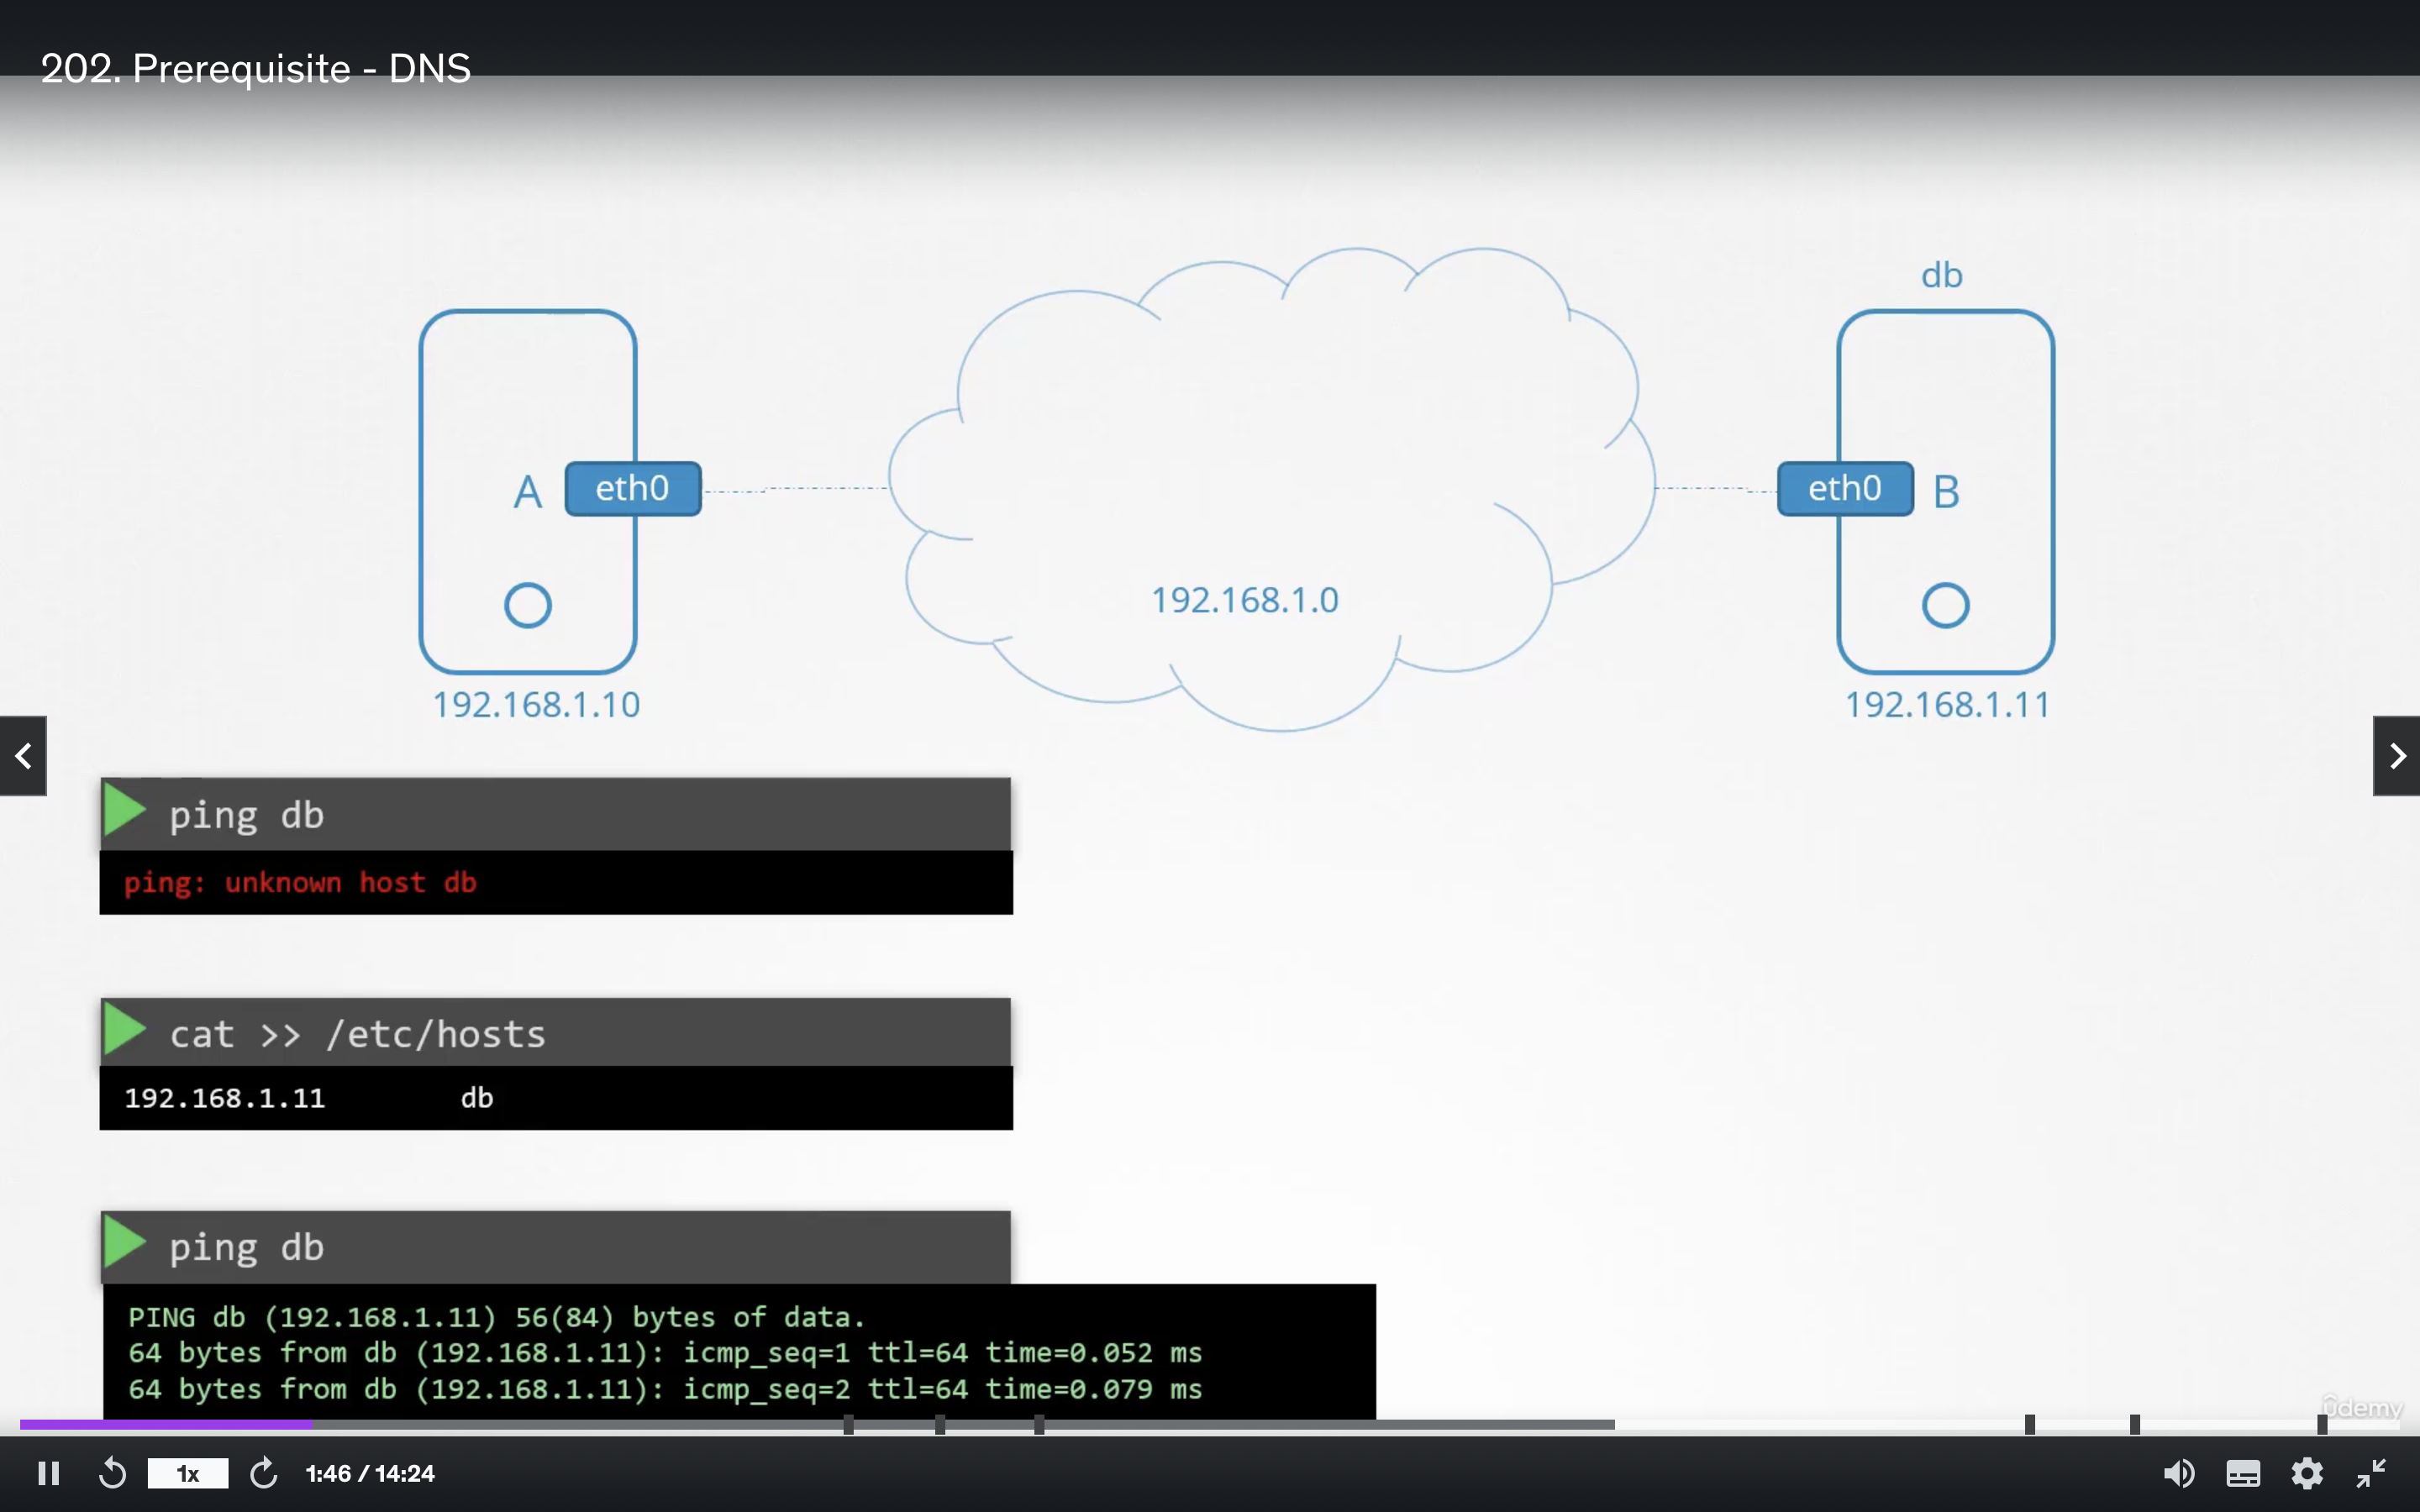 202. Prerequisite - DNS
db
A
eth0
eth0
B
192.168.1.0
192.168.1.10
192.168.1.11
ping db
ping: unknown host db
cat >> /etc/hosts
192.168.1.11 db
ping db
PING db (192.168.1.11) 56(84) bytes of data.
64 bytes from db (192.168.1.11): icmp_seq=1 ttl=64 time=0.052 ms
64 bytes from db (192.168.1.11): icmp_seq=2 ttl=64 time=0.079 ms
ûdemy
1x
1:46 / 14:24